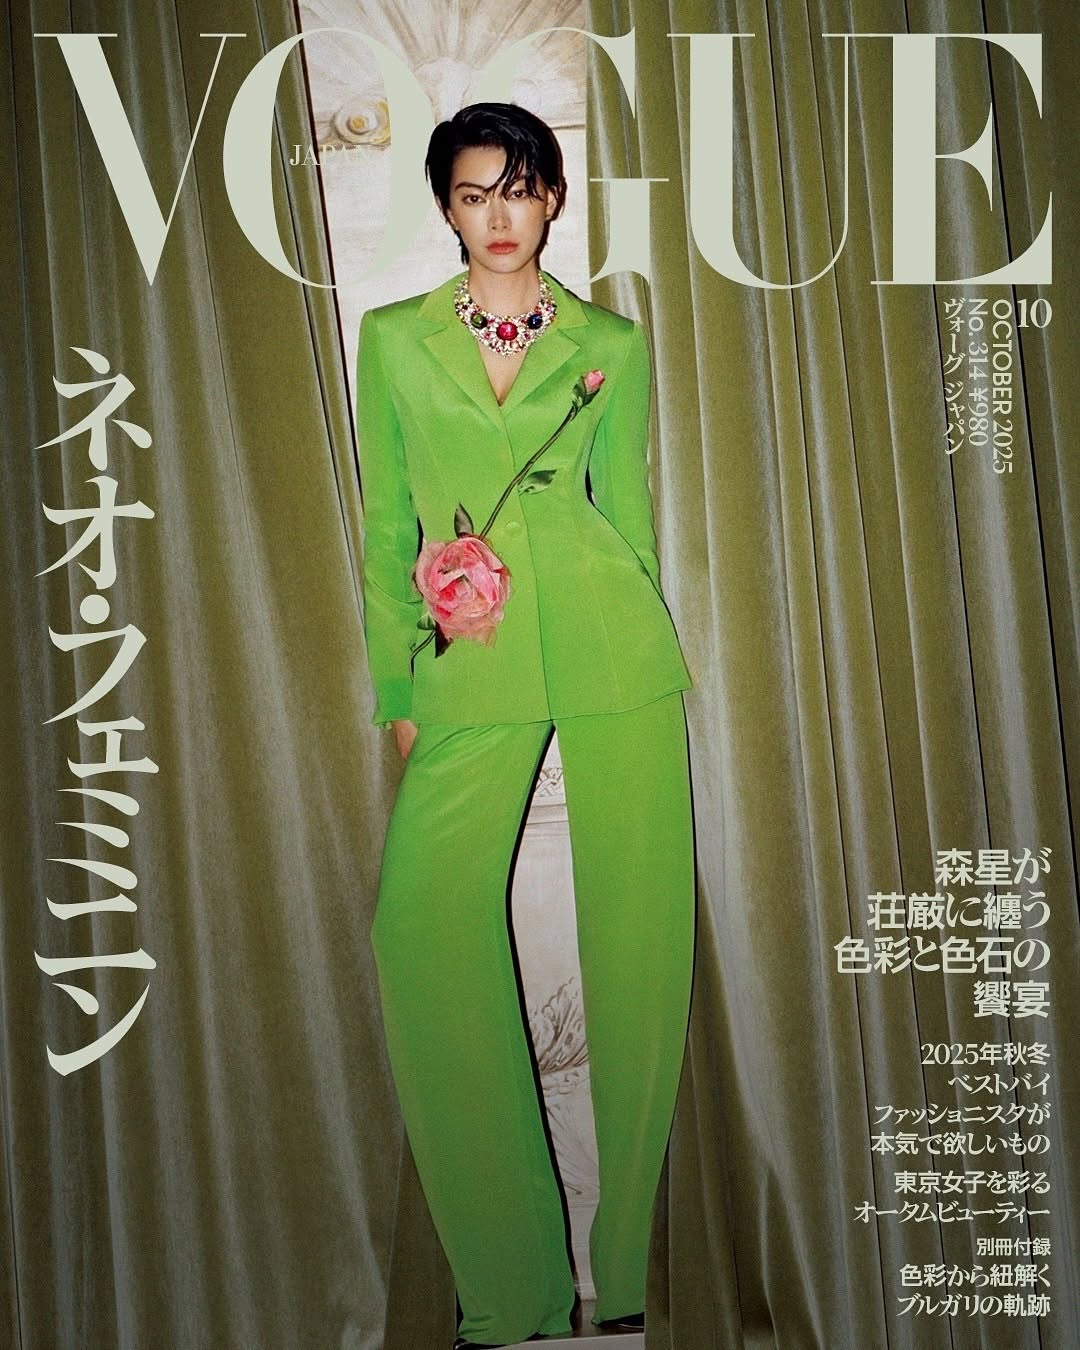 VOGUE
JAPAN
10
OCTOBER 2025
No. 314 ¥980
ヴォーグ ジャパン
ネオ・フェミニン
森星が
荘厳に纏う
色彩と色石の
饗宴
2025年秋冬
ベストバイ
ファッショニスタが
本気で欲しいもの
東京女子を彩る
オータムビューティー
別冊付録
色彩から紐解く
ブルガリの軌跡